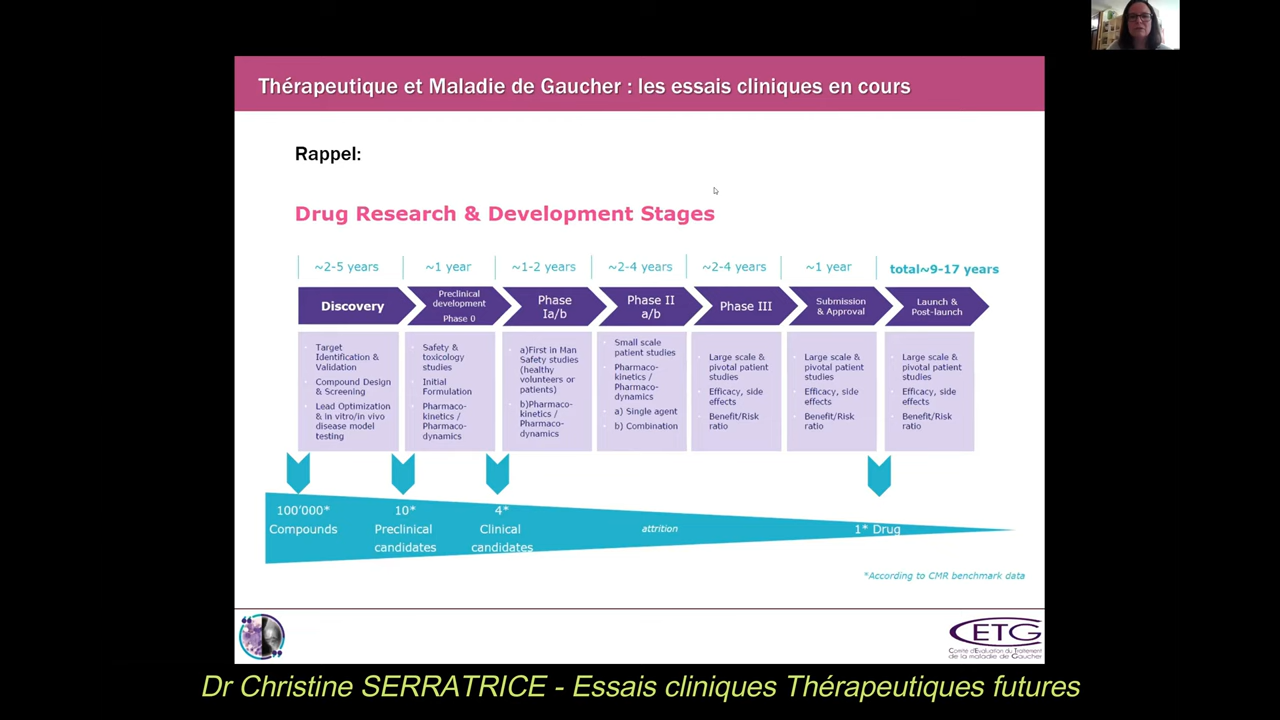 Thérapeutique et Maladie de Gaucher : les essais cliniques en cours
Rappel:
Drug Research & Development Stages
~2-5 years
~1 year
~1-2 years
~2-4 years
~2-4 years
~1 year
total~9-17 years
Discovery
Preclinical
development
Phase 0
Phase
Ia/b
Phase II
a/b
Phase III
Submission
& Approval
Launch &
Post-launch
Target
Identification &
Validation
Compound Design
& Screening
Lead Optimization
& in vitro/in vivo
disease model
testing
Safety &
toxicology
studies
Initial
Formulation
Pharmaco-
kinetics /
Pharmaco-
dynamics
a)First in Man
Safety studies
(healthy
volunteers or
patients)
b)Pharmaco-
kinetics /
Pharmaco-
dynamics
Small scale
patient studies
Pharmaco-
kinetics /
Pharmaco-
dynamics
a) Single agent
b) Combination
Large scale &
pivotal patient
studies
Efficacy, side
effects
Benefit/Risk
ratio
Large scale &
pivotal patient
studies
Efficacy, side
effects
Benefit/Risk
ratio
Large scale &
pivotal patient
studies
Efficacy, side
effects
Benefit/Risk
ratio
100'000*
Compounds
10*
Preclinical
candidates
4*
Clinical
candidates
attrition
1* Drug
*According to CMR benchmark data
CETG
Comité d'Evaluation du Traitement
de la maladie de Gaucher
Dr Christine SERRATRICE - Essais cliniques Thérapeutiques futures